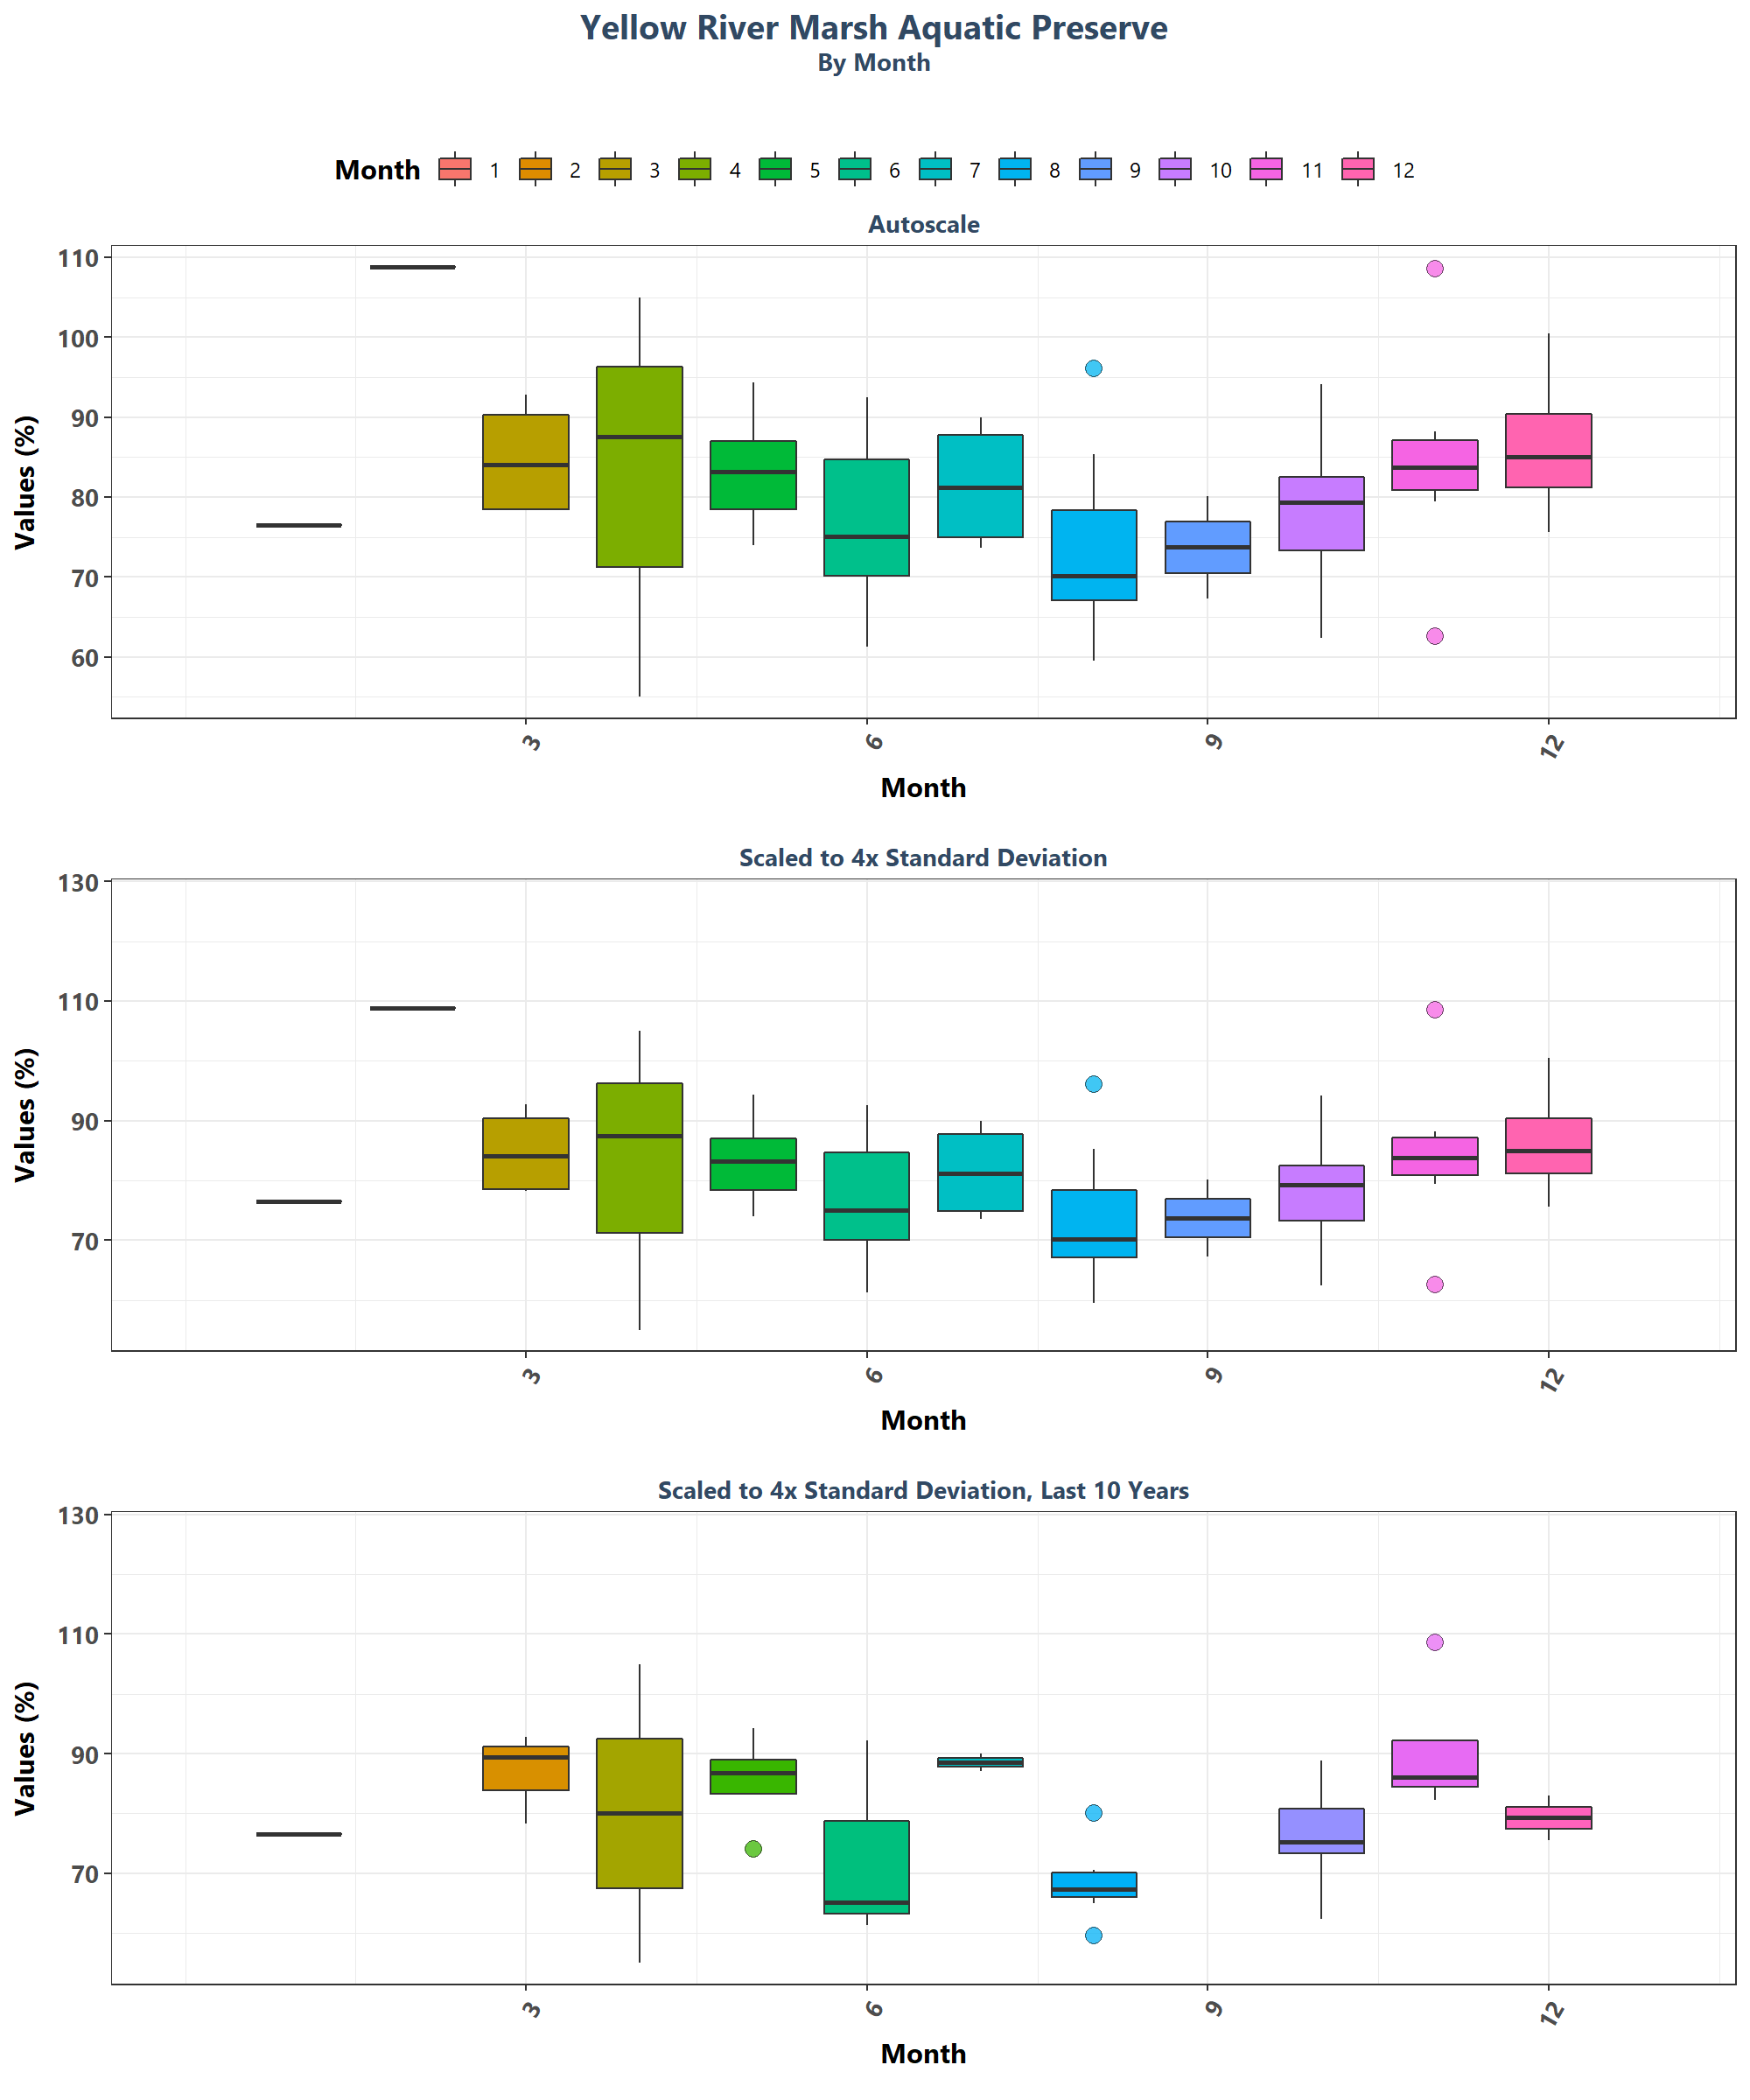 Yellow River Marsh Aquatic Preserve
By Month
Month 1 2 3 4 5 6 7 8 9 10 11 12
Autoscale
Values (%)
110
100
90
80
70
60
3 6 9 12
Month
Scaled to 4x Standard Deviation
Values (%)
130
110
90
70
3 6 9 12
Month
Scaled to 4x Standard Deviation, Last 10 Years
Values (%)
130
110
90
70
3 6 9 12
Month